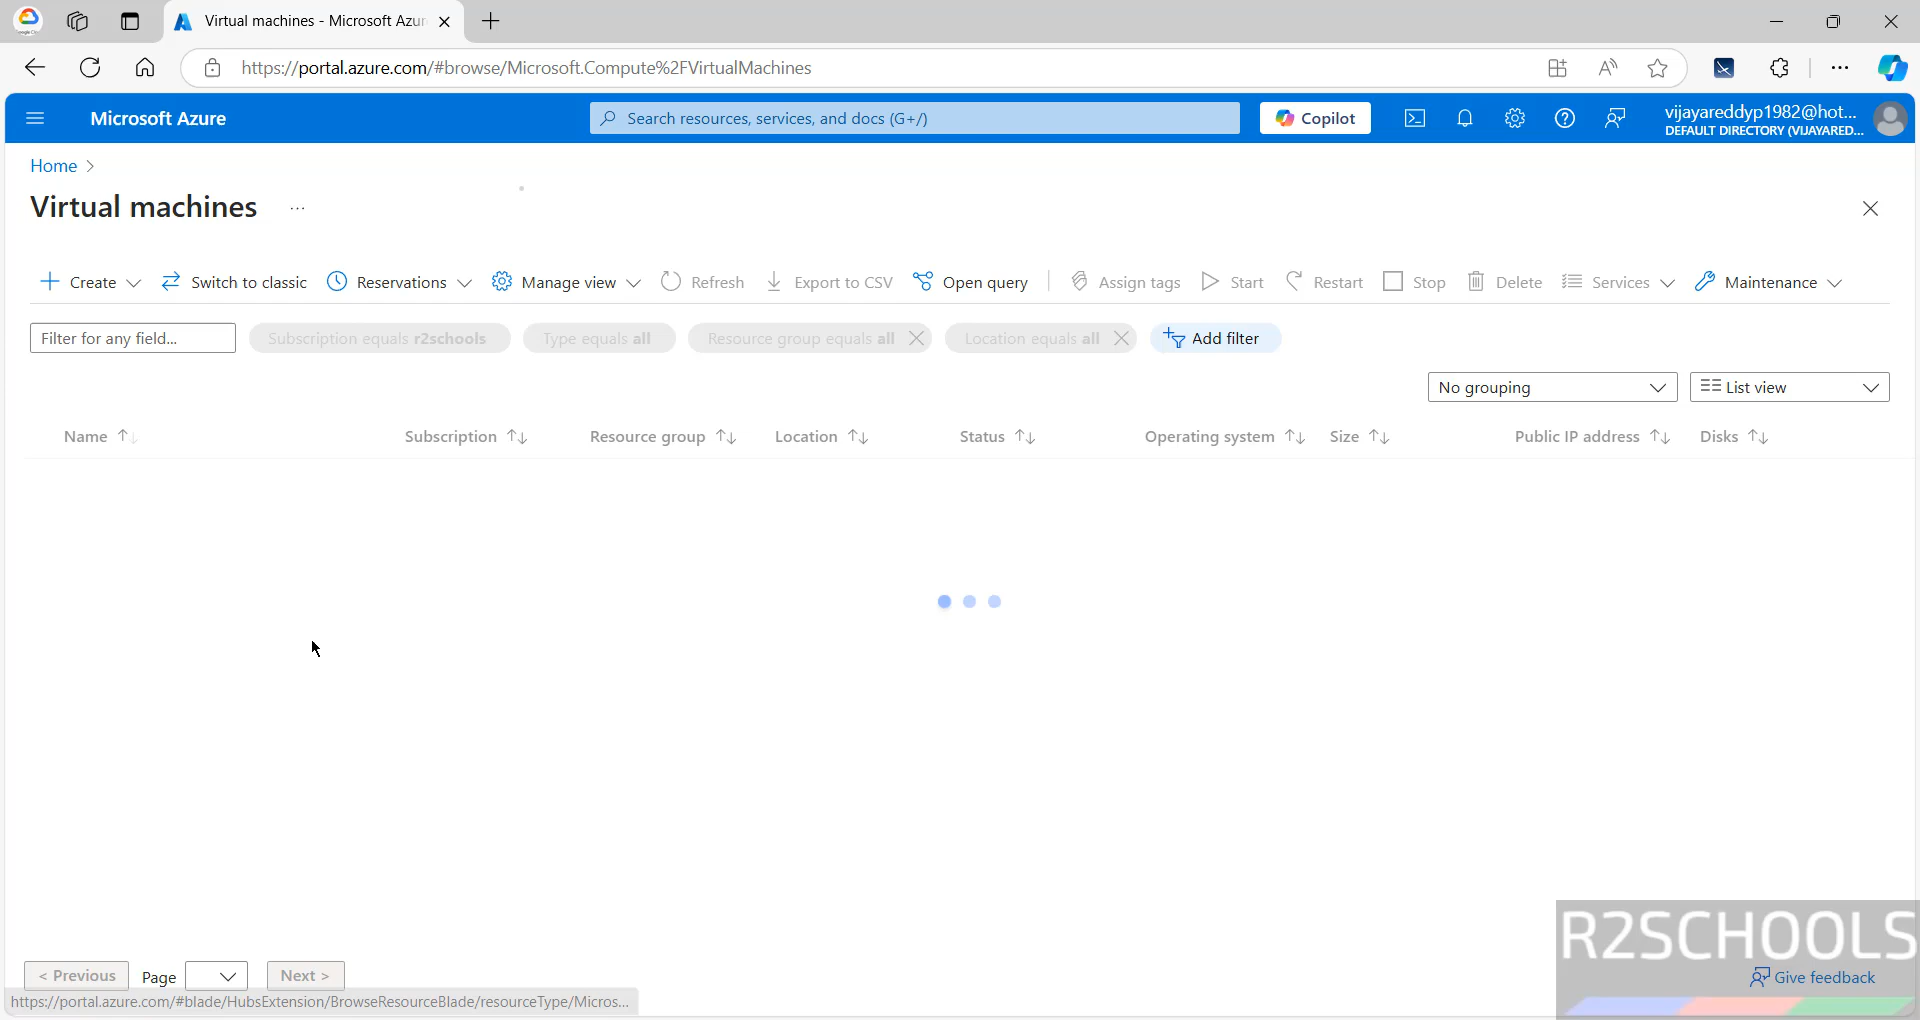 Virtual machines - Microsoft Azur
https://portal.azure.com/#browse/Microsoft.Compute%2FVirtualMachines
Microsoft Azure
Search resources, services, and docs (G+/)
Copilot
vijayareddyp1982@hot...
DEFAULT DIRECTORY (VIJAYARED...
Home
Virtual machines ...
Create Switch to classic Reservations Manage view Refresh Export to CSV Open query Assign tags Start Restart Stop Delete Services Maintenance
Filter for any field... Subscription equals r2schools Type equals all Resource group equals all Location equals all Add filter
No grouping List view
Name Subscription Resource group Location Status Operating system Size Public IP address Disks
R2SCHOOLS
< Previous Page Next > Give feedback
https://portal.azure.com/#blade/HubsExtension/BrowseResourceBlade/resourceType/Micros...